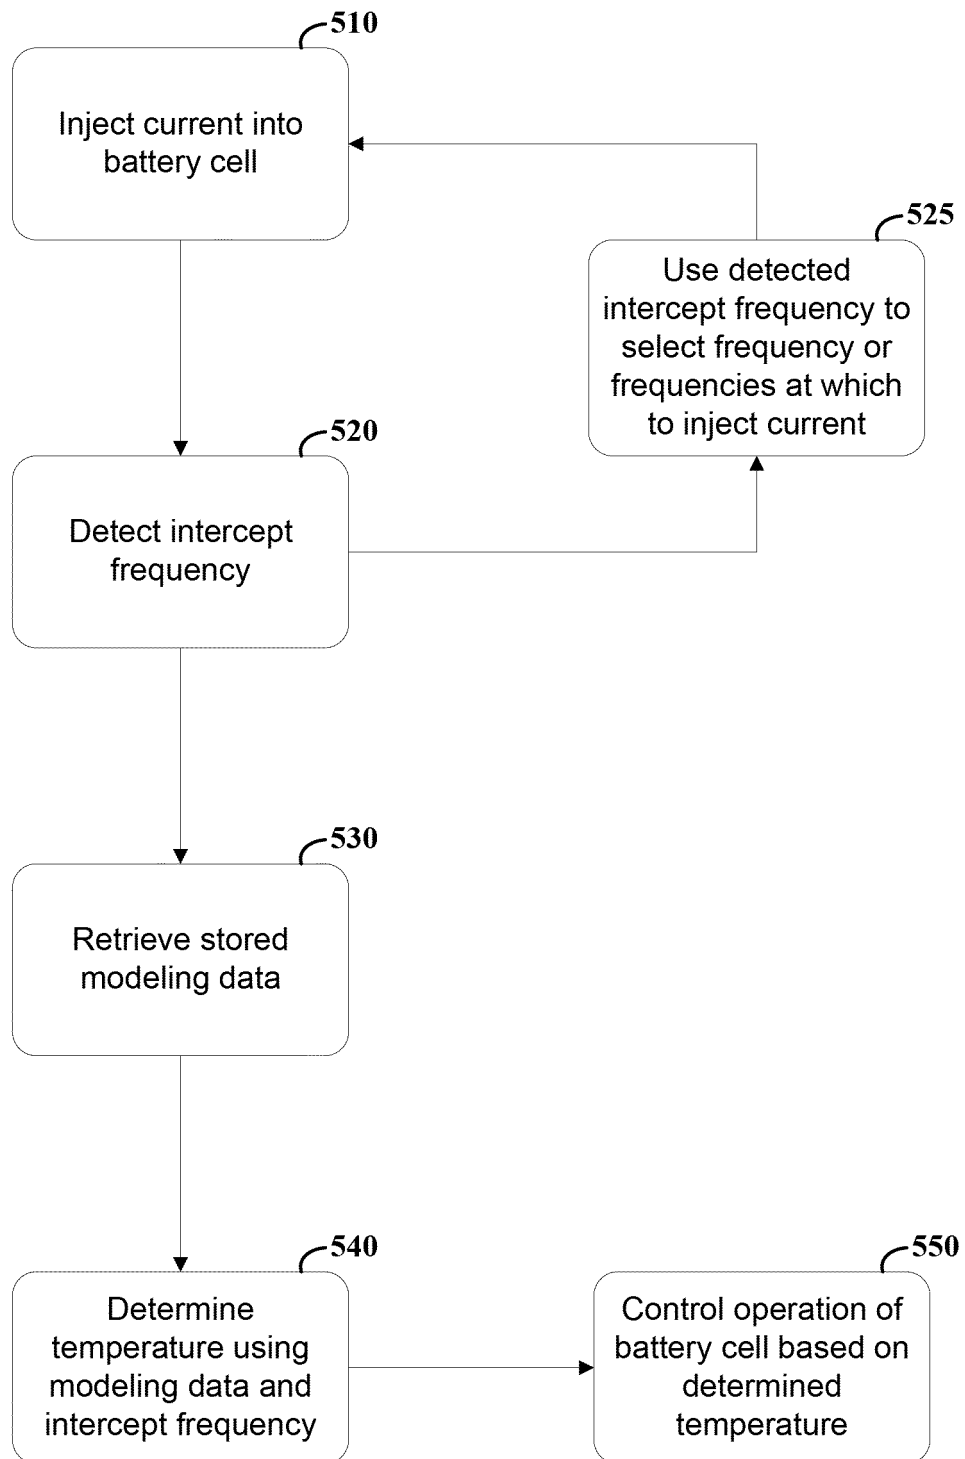 510
Inject current into
battery cell
525
Use detected
intercept frequency to
select frequency or
frequencies at which
to inject current
520
Detect intercept
frequency
530
Retrieve stored
modeling data
540
Determine
temperature using
modeling data and
intercept frequency
550
Control operation of
battery cell based on
determined
temperature